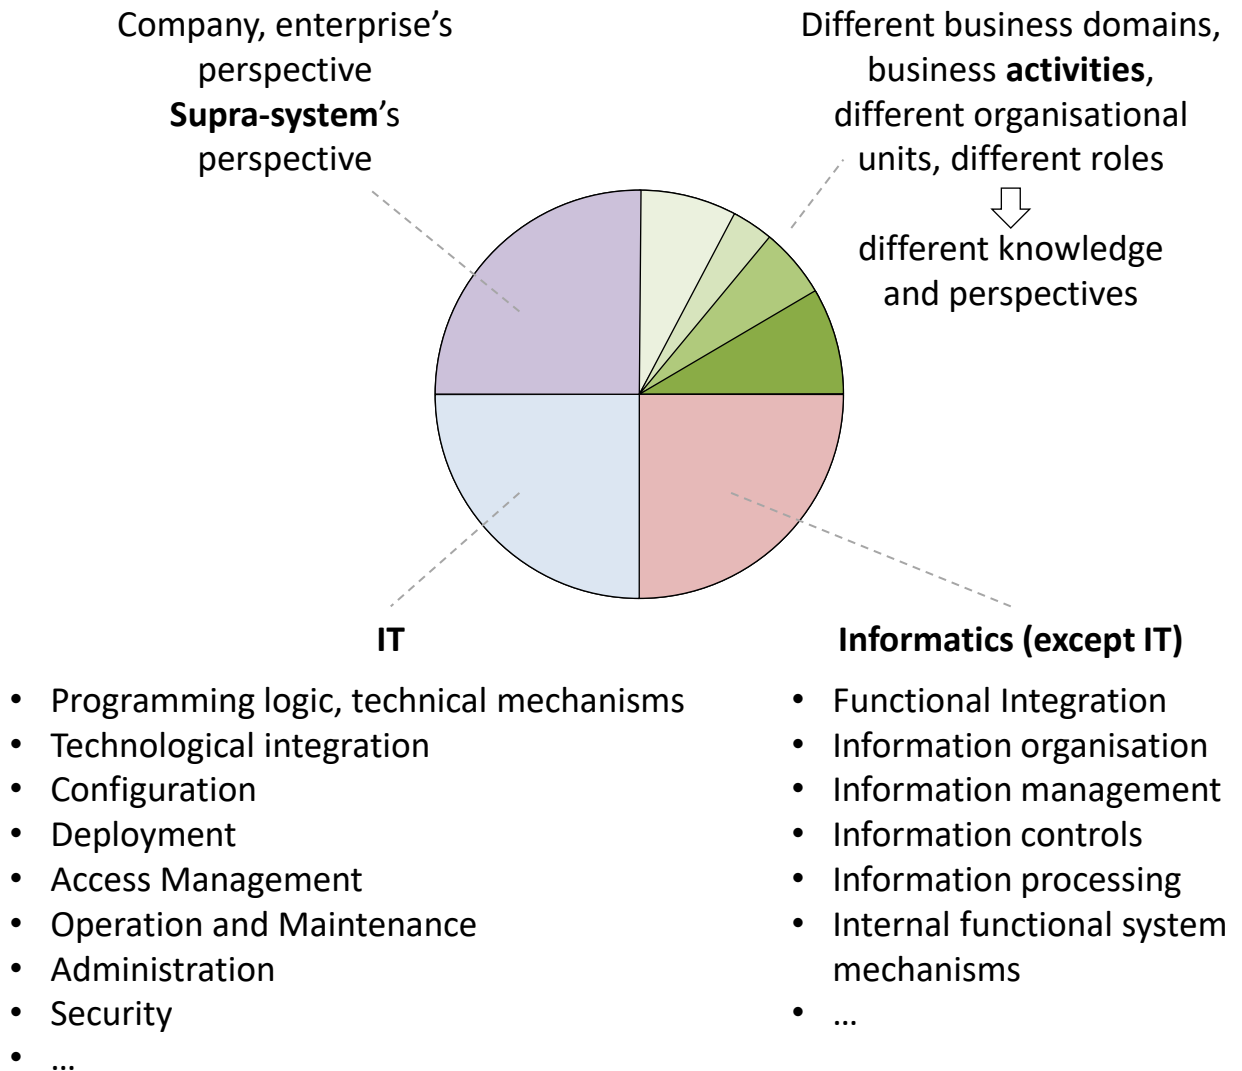 Company, enterprise’s
perspective
Supra-system’s
perspective
Different business domains,
business activities,
different organisational
units, different roles
different knowledge
and perspectives
IT
• Programming logic, technical mechanisms
• Technological integration
• Configuration
• Deployment
• Access Management
• Operation and Maintenance
• Administration
• Security
• …
Informatics (except IT)
• Functional Integration
• Information organisation
• Information management
• Information controls
• Information processing
• Internal functional system
mechanisms
• …